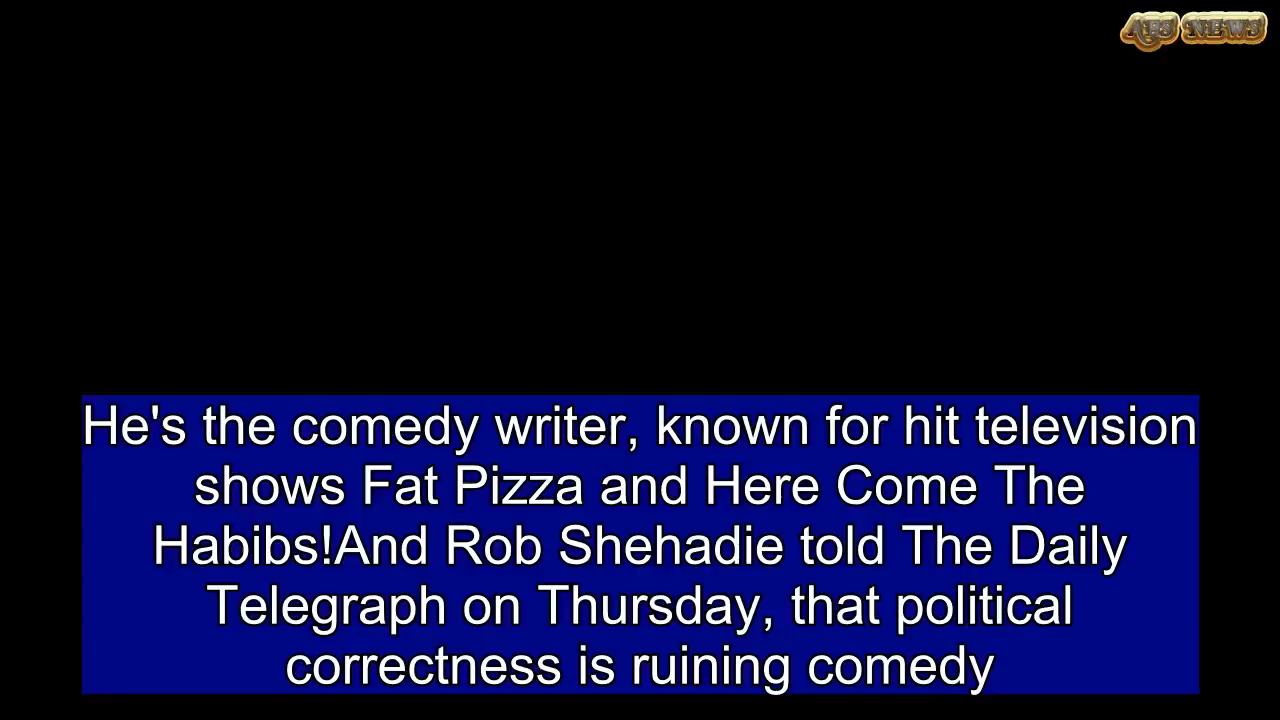 He's the comedy writer, known for hit television
shows Fat Pizza and Here Come The
Habibs!And Rob Shehadie told The Daily
Telegraph on Thursday, that political
correctness is ruining comedy